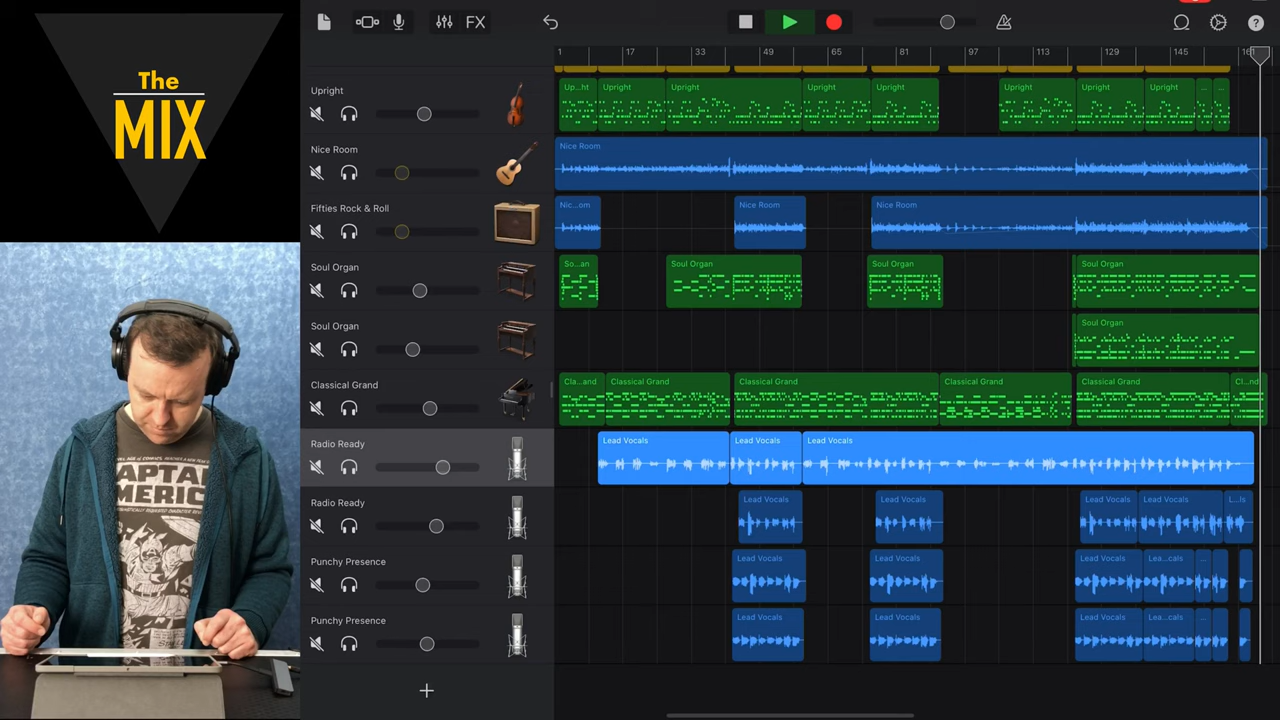 The
MIX
CAPTAIN
AMERICA
FX
1
17
33
49
65
81
97
113
129
145
161
Upright
Up...ht
Upright
Upright
Upright
Upright
Upright
Upright
Upright
...
...
Nice Room
Nice Room
Fifties Rock & Roll
Nic...om
Nice Room
Nice Room
Soul Organ
So...an
Soul Organ
Soul Organ
Soul Organ
Soul Organ
Soul Organ
Classical Grand
Cla...and
Classical Grand
Classical Grand
Classical Grand
Classical Grand
Cl...nd
Radio Ready
Lead Vocals
Lead Vocals
Lead Vocals
Radio Ready
Lead Vocals
Lead Vocals
Lead Vocals
Lead Vocals
L...ls
Punchy Presence
Lead Vocals
Lead Vocals
Lead Vocals
Lea...cals
...
Punchy Presence
Lead Vocals
Lead Vocals
Lead Vocals
Lea...cals
...
+